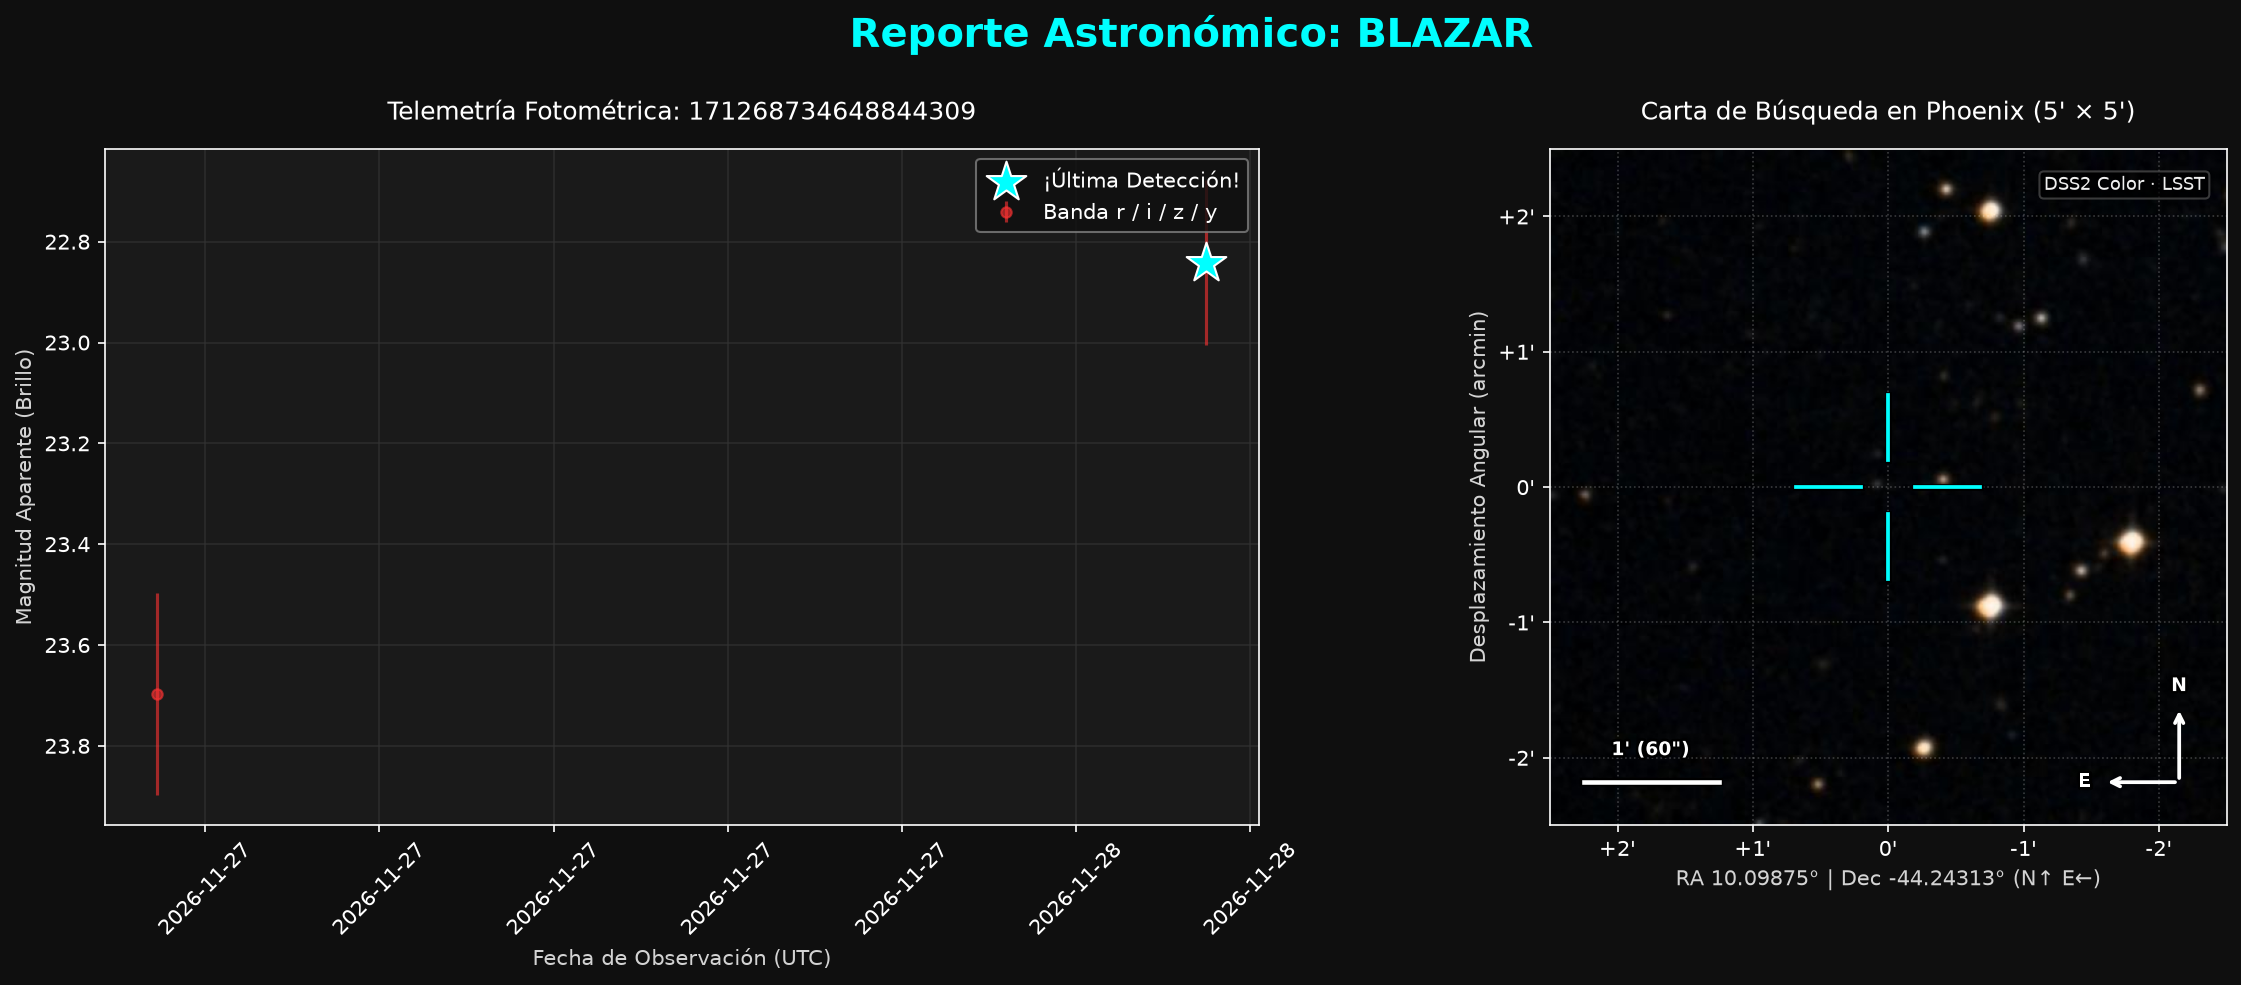 Reporte Astronómico: BLAZAR
Telemetría Fotométrica: 171268734648844309
¡Última Detección!
Banda r / i / z / y
Magnitud Aparente (Brillo)
22.8
23.0
23.2
23.4
23.6
23.8
2026-11-27
2026-11-27
2026-11-27
2026-11-27
2026-11-27
2026-11-28
2026-11-28
Fecha de Observación (UTC)
Carta de Búsqueda en Phoenix (5' × 5')
DSS2 Color · LSST
Desplazamiento Angular (arcmin)
+2'
+1'
0'
-1'
-2'
N
E
1' (60")
+2'
+1'
0'
-1'
-2'
RA 10.09875° | Dec -44.24313° (N↑ E←)